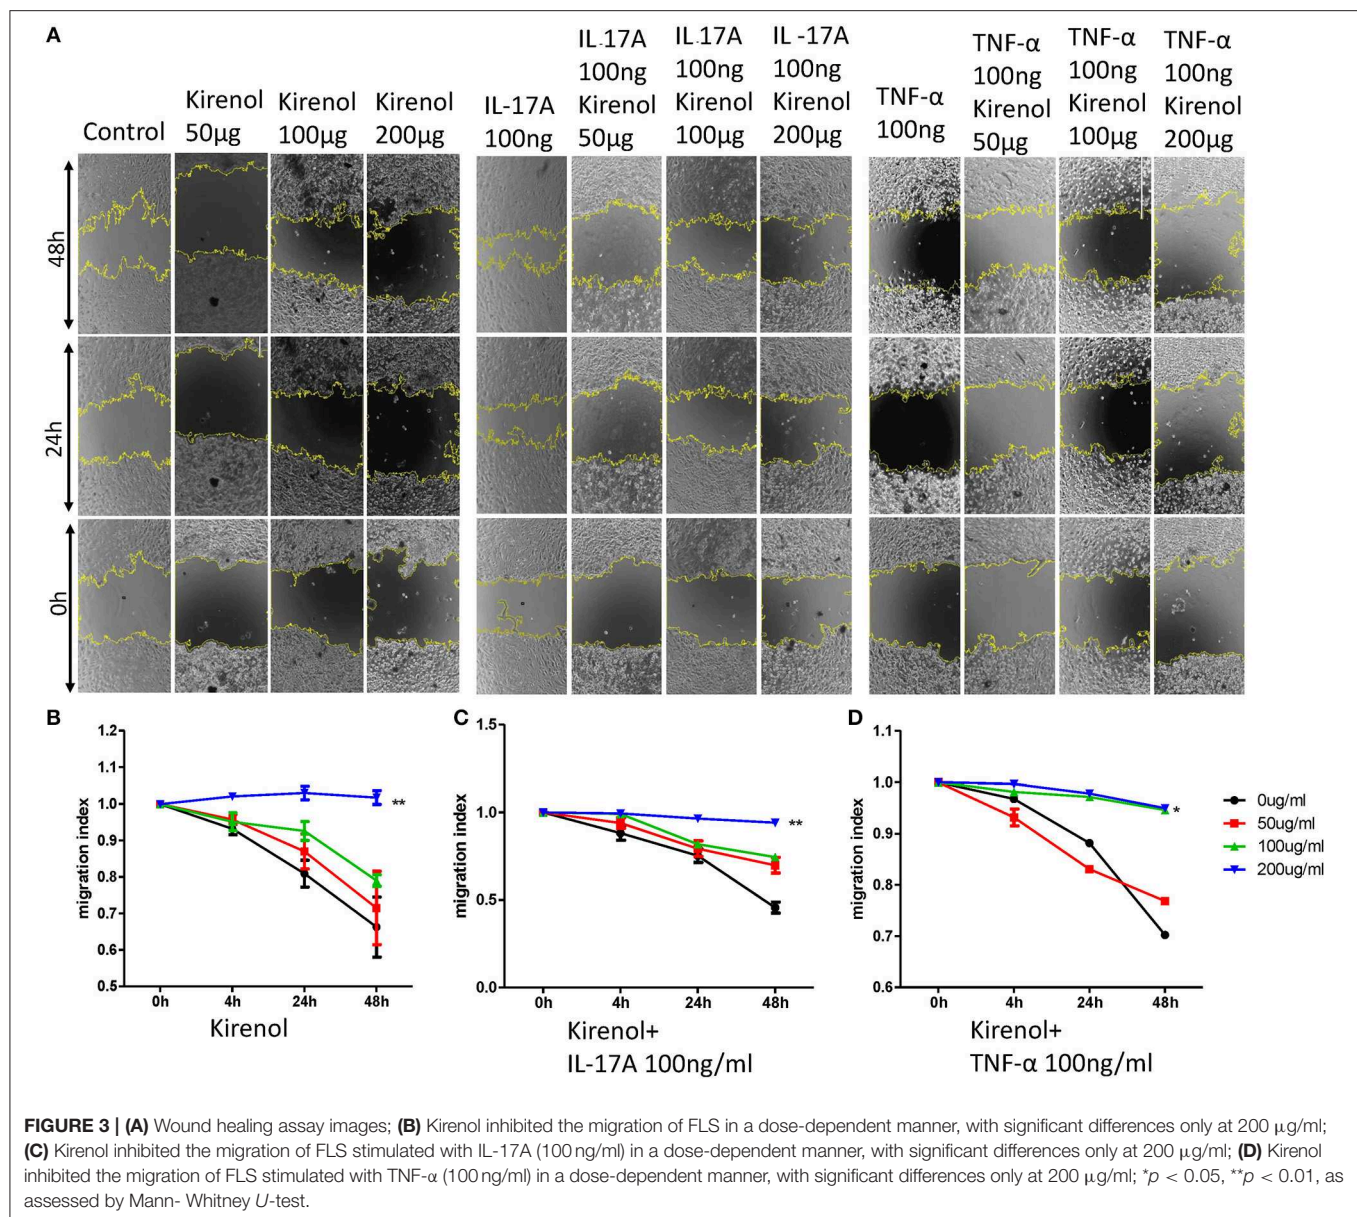 A
Control
Kirenol
50μg
Kirenol
100μg
Kirenol
200μg
IL-17A
100ng
IL-17A
100ng
Kirenol
50μg
IL-17A
100ng
Kirenol
100μg
IL -17A
100ng
Kirenol
200μg
TNF-α
100ng
TNF-α
100ng
Kirenol
50μg
TNF-α
100ng
Kirenol
100μg
TNF-α
100ng
Kirenol
200μg
48h
24h
0h
B
1.2
1.1
1.0
0.9
0.8
0.7
0.6
0.5
migration index
**
0h 4h 24h 48h
Kirenol
C
1.5
1.0
0.5
0.0
migration index
**
0h 4h 24h 48h
Kirenol+
IL-17A 100ng/ml
D
1.1
1.0
0.9
0.8
0.7
0.6
migration index
*
0h 4h 24h 48h
Kirenol+
TNF-α 100ng/ml
0ug/ml
50ug/ml
100ug/ml
200ug/ml
FIGURE 3 | (A) Wound healing assay images; (B) Kirenol inhibited the migration of FLS in a dose-dependent manner, with significant differences only at 200 μg/ml;
(C) Kirenol inhibited the migration of FLS stimulated with IL-17A (100 ng/ml) in a dose-dependent manner, with significant differences only at 200 μg/ml; (D) Kirenol
inhibited the migration of FLS stimulated with TNF-α (100 ng/ml) in a dose-dependent manner, with significant differences only at 200 μg/ml; *p < 0.05, **p < 0.01, as
assessed by Mann- Whitney U-test.